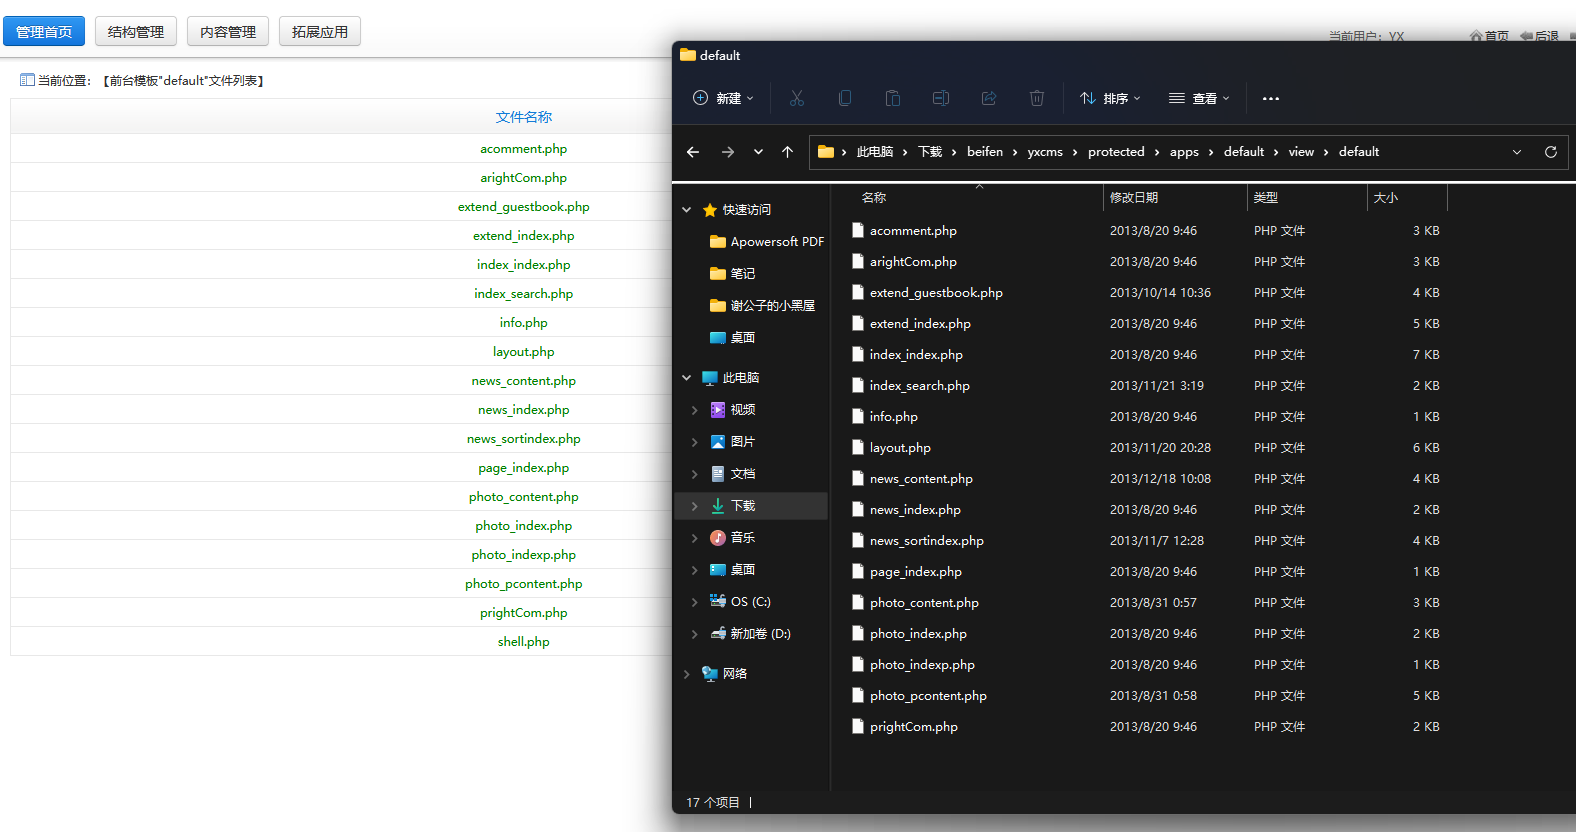 管理首页 结构管理 内容管理 拓展应用
当前用户：YX 首页 后退
当前位置：【前台模板"default"文件列表】
文件名称
acomment.php
arightCom.php
extend_guestbook.php
extend_index.php
index_index.php
index_search.php
info.php
layout.php
news_content.php
news_index.php
news_sortindex.php
page_index.php
photo_content.php
photo_index.php
photo_indexp.php
photo_pcontent.php
prightCom.php
shell.php
default
新建 排序 查看 ···
此电脑 › 下载 › beifen › yxcms › protected › apps › default › view › default
快速访问
Apowersoft PDF
笔记
谢公子的小黑屋
桌面
此电脑
视频
图片
文档
下载
音乐
桌面
OS (C:)
新加卷 (D:)
网络
名称 修改日期 类型 大小
acomment.php 2013/8/20 9:46 PHP 文件 3 KB
arightCom.php 2013/8/20 9:46 PHP 文件 3 KB
extend_guestbook.php 2013/10/14 10:36 PHP 文件 4 KB
extend_index.php 2013/8/20 9:46 PHP 文件 5 KB
index_index.php 2013/8/20 9:46 PHP 文件 7 KB
index_search.php 2013/11/21 3:19 PHP 文件 2 KB
info.php 2013/8/20 9:46 PHP 文件 1 KB
layout.php 2013/11/20 20:28 PHP 文件 6 KB
news_content.php 2013/12/18 10:08 PHP 文件 4 KB
news_index.php 2013/8/20 9:46 PHP 文件 2 KB
news_sortindex.php 2013/11/7 12:28 PHP 文件 4 KB
page_index.php 2013/8/20 9:46 PHP 文件 1 KB
photo_content.php 2013/8/31 0:57 PHP 文件 3 KB
photo_index.php 2013/8/20 9:46 PHP 文件 2 KB
photo_indexp.php 2013/8/20 9:46 PHP 文件 1 KB
photo_pcontent.php 2013/8/31 0:58 PHP 文件 5 KB
prightCom.php 2013/8/20 9:46 PHP 文件 2 KB
17 个项目